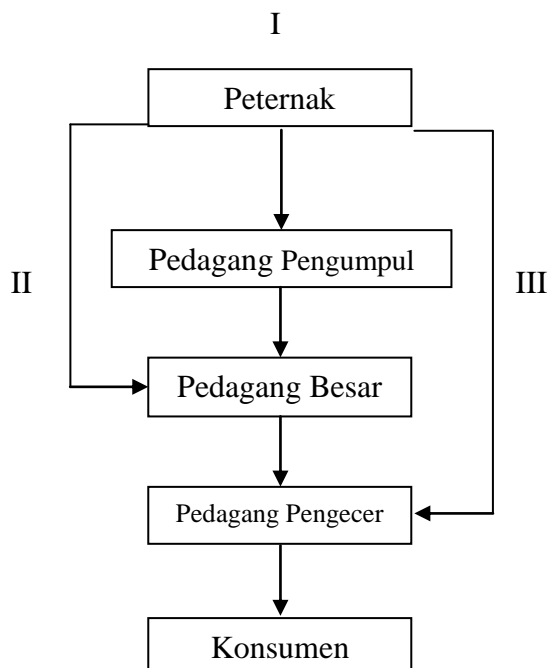 I
Peternak
Pedagang Pengumpul
II
III
Pedagang Besar
Pedagang Pengecer
Konsumen